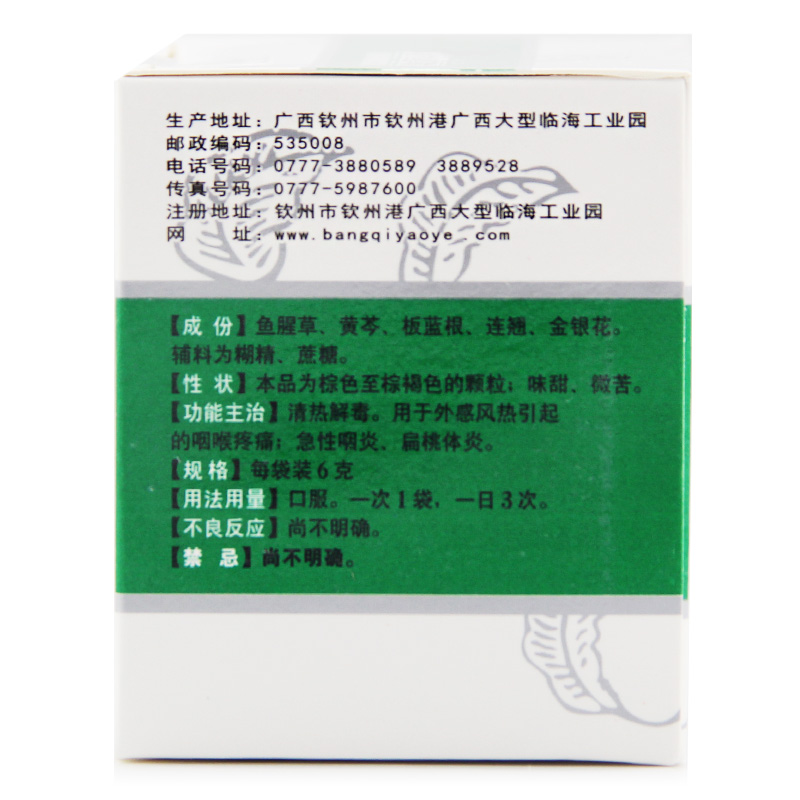 生产地址：广西钦州市钦州港广西大型临海工业园
邮政编码：535008
电话号码：0777-3880589 3889528
传真号码：0777-5987600
注册地址：钦州市钦州港广西大型临海工业园
网 址：www.bangqiyaoye.com
【成 份】鱼腥草、黄芩、板蓝根、连翘、金银花。
辅料为糊精、蔗糖。
【性 状】本品为棕色至棕褐色的颗粒；味甜、微苦。
【功能主治】清热解毒。用于外感风热引起
的咽喉疼痛；急性咽炎、扁桃体炎。
【规 格】每袋装6克
【用法用量】口服。一次1袋，一日3次。
【不良反应】尚不明确。
【禁 忌】尚不明确。